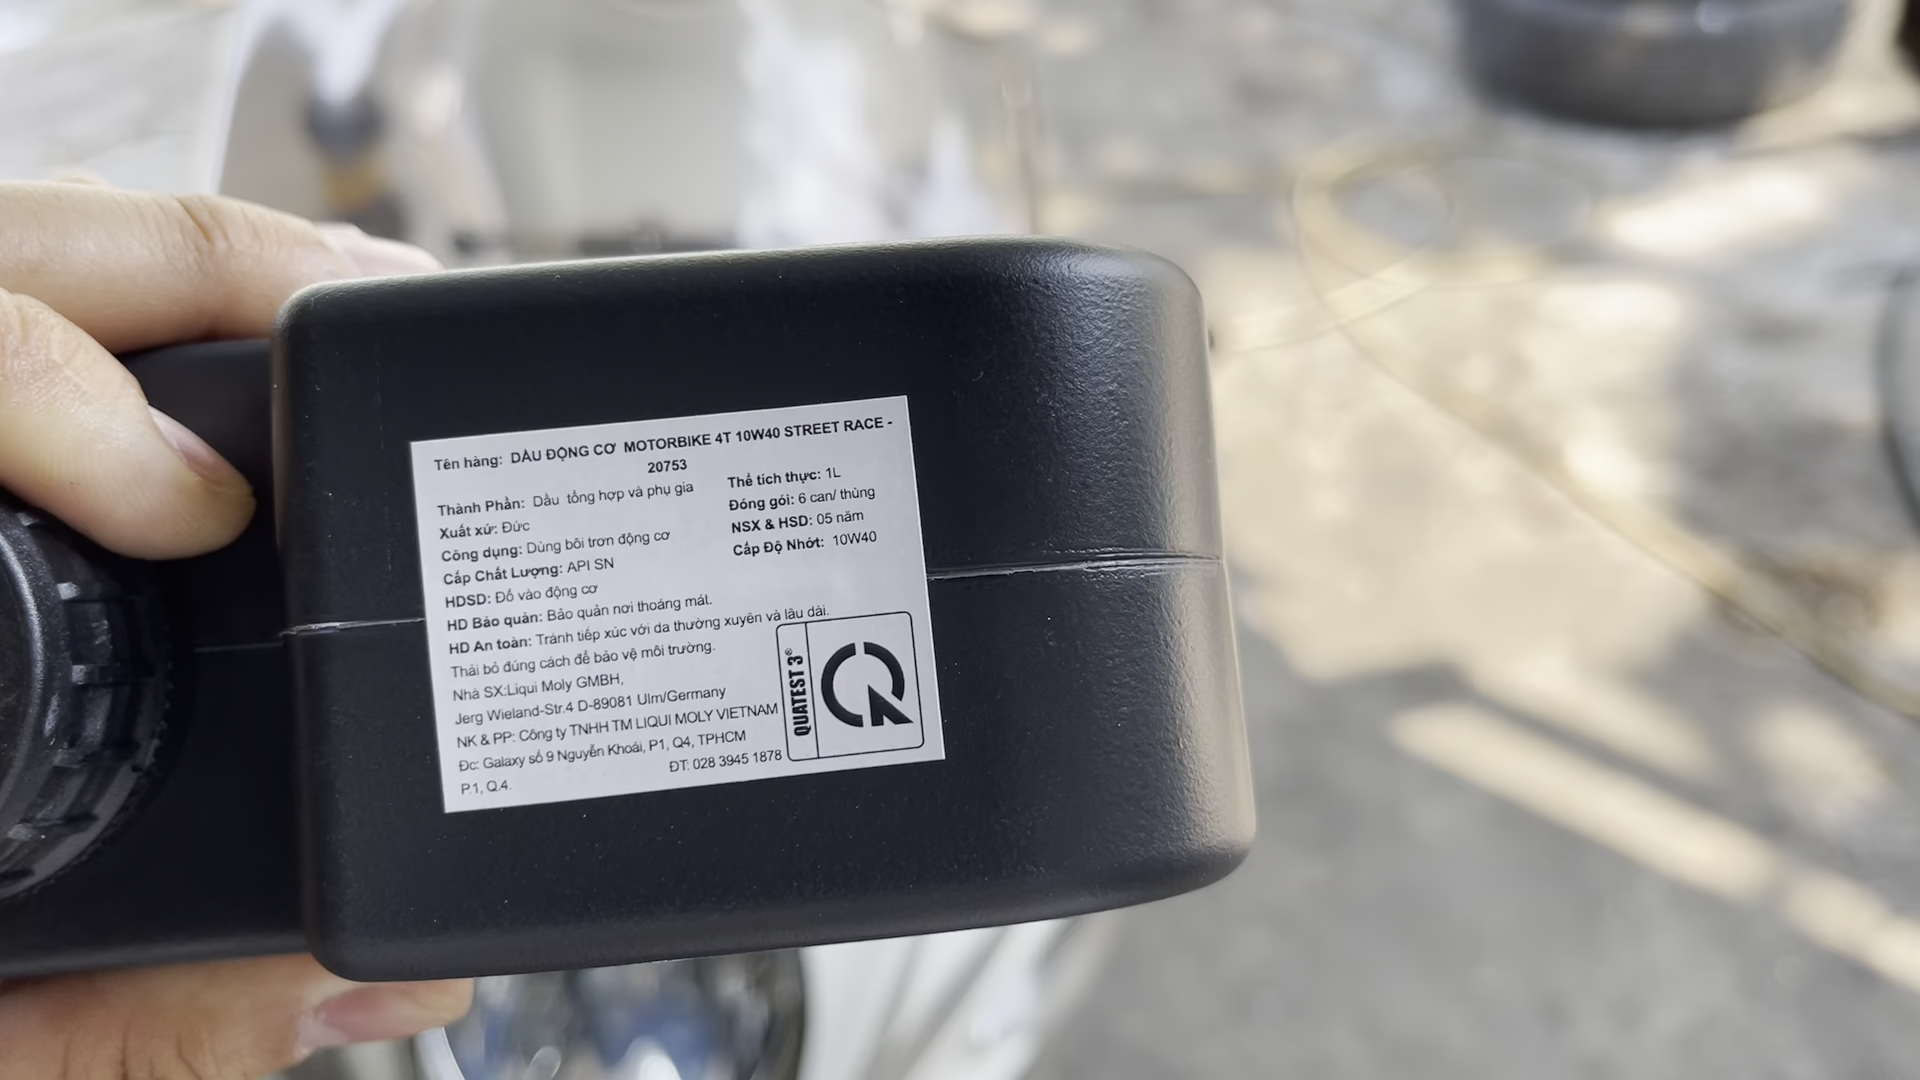 Tên hàng: DẦU ĐỘNG CƠ MOTORBIKE 4T 10W40 STREET RACE -
20753
Thành Phần: Dầu tổng hợp và phụ gia
Thể tích thực: 1L
Xuất xứ: Đức
Đóng gói: 6 can/ thùng
Công dụng: Dùng bôi trơn động cơ
NSX & HSD: 05 năm
Cấp Chất Lượng: API SN
Cấp Độ Nhớt: 10W40
HDSD: Đổ vào động cơ
HD Bảo quản: Bảo quản nơi thoáng mát.
HD An toàn: Tránh tiếp xúc với da thường xuyên và lâu dài.
Thải bỏ đúng cách để bảo vệ môi trường.
Nhà SX:Liqui Moly GMBH,
Jerg Wieland-Str.4 D-89081 Ulm/Germany
NK & PP: Công ty TNHH TM LIQUI MOLY VIETNAM
Đc: Galaxy số 9 Nguyễn Khoái, P1, Q4, TPHCM
ĐT: 028 3945 1878
P.1, Q.4.
QUATEST 3®